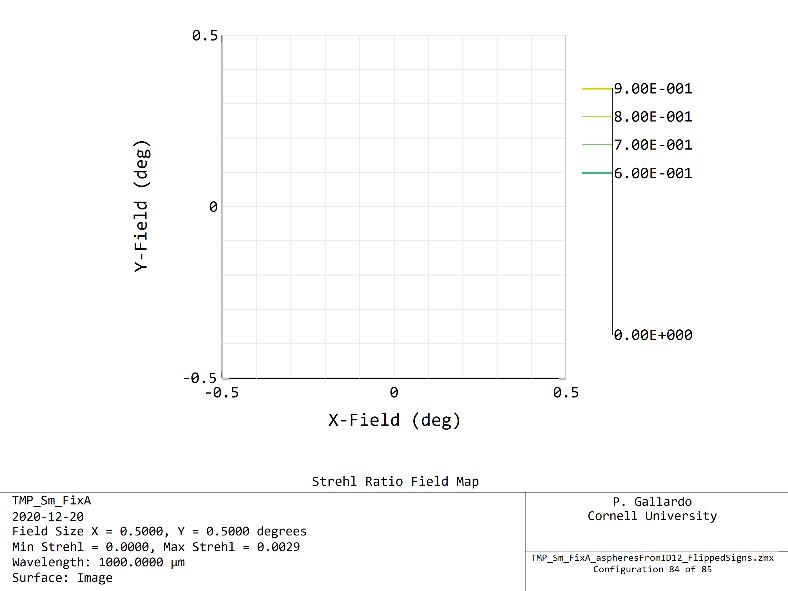 0.5
0
-0.5
-0.5
0
0.5
Y-Field (deg)
X-Field (deg)
9.00E-001
8.00E-001
7.00E-001
6.00E-001
0.00E+000
Strehl Ratio Field Map
TMP_Sm_FixA
2020-12-20
Field Size X = 0.5000, Y = 0.5000 degrees
Min Strehl = 0.0000, Max Strehl = 0.0029
Wavelength: 1000.0000 µm
Surface: Image
P. Gallardo
Cornell University
TMP_Sm_FixA_aspheresFromID12_FlippedSigns.zmx
Configuration 84 of 85